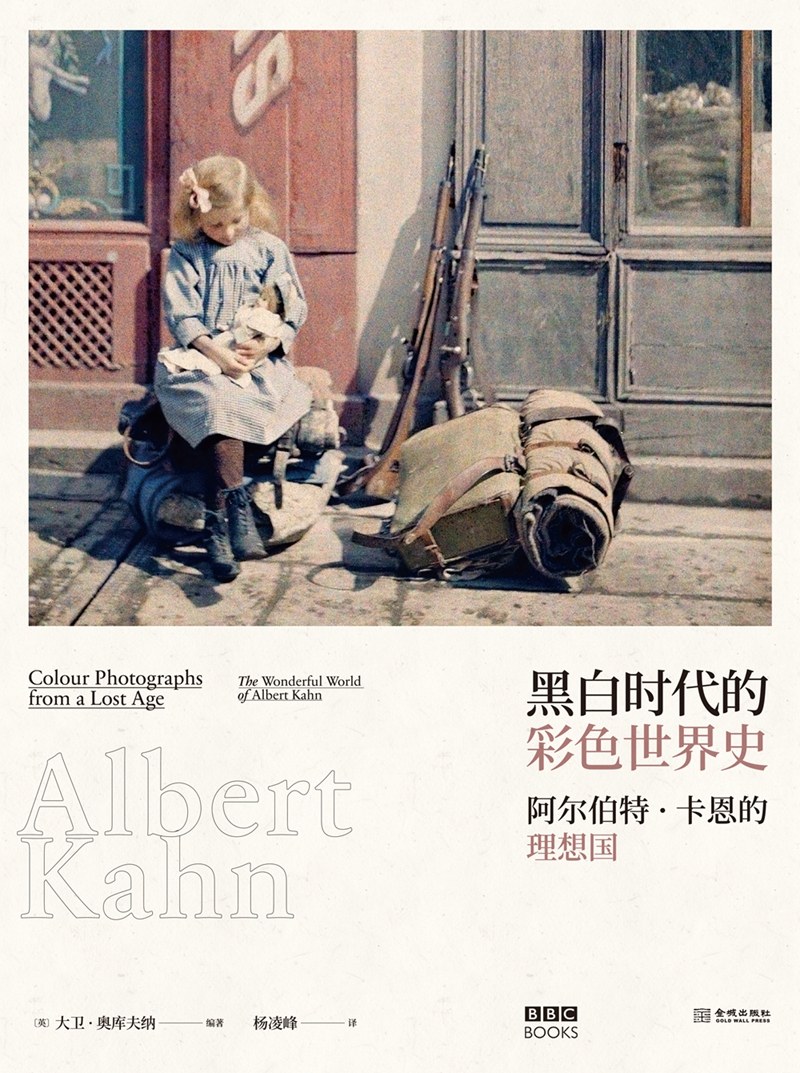 Colour Photographs
from a Lost Age
The Wonderful World
of Albert Kahn
Albert
Kahn
黑白时代的
彩色世界史
阿尔伯特·卡恩的
理想国
〔英〕大卫·奥库夫纳 编著 杨凌峰 译
BBC
BOOKS
金城出版社
GOLD WALL PRESS